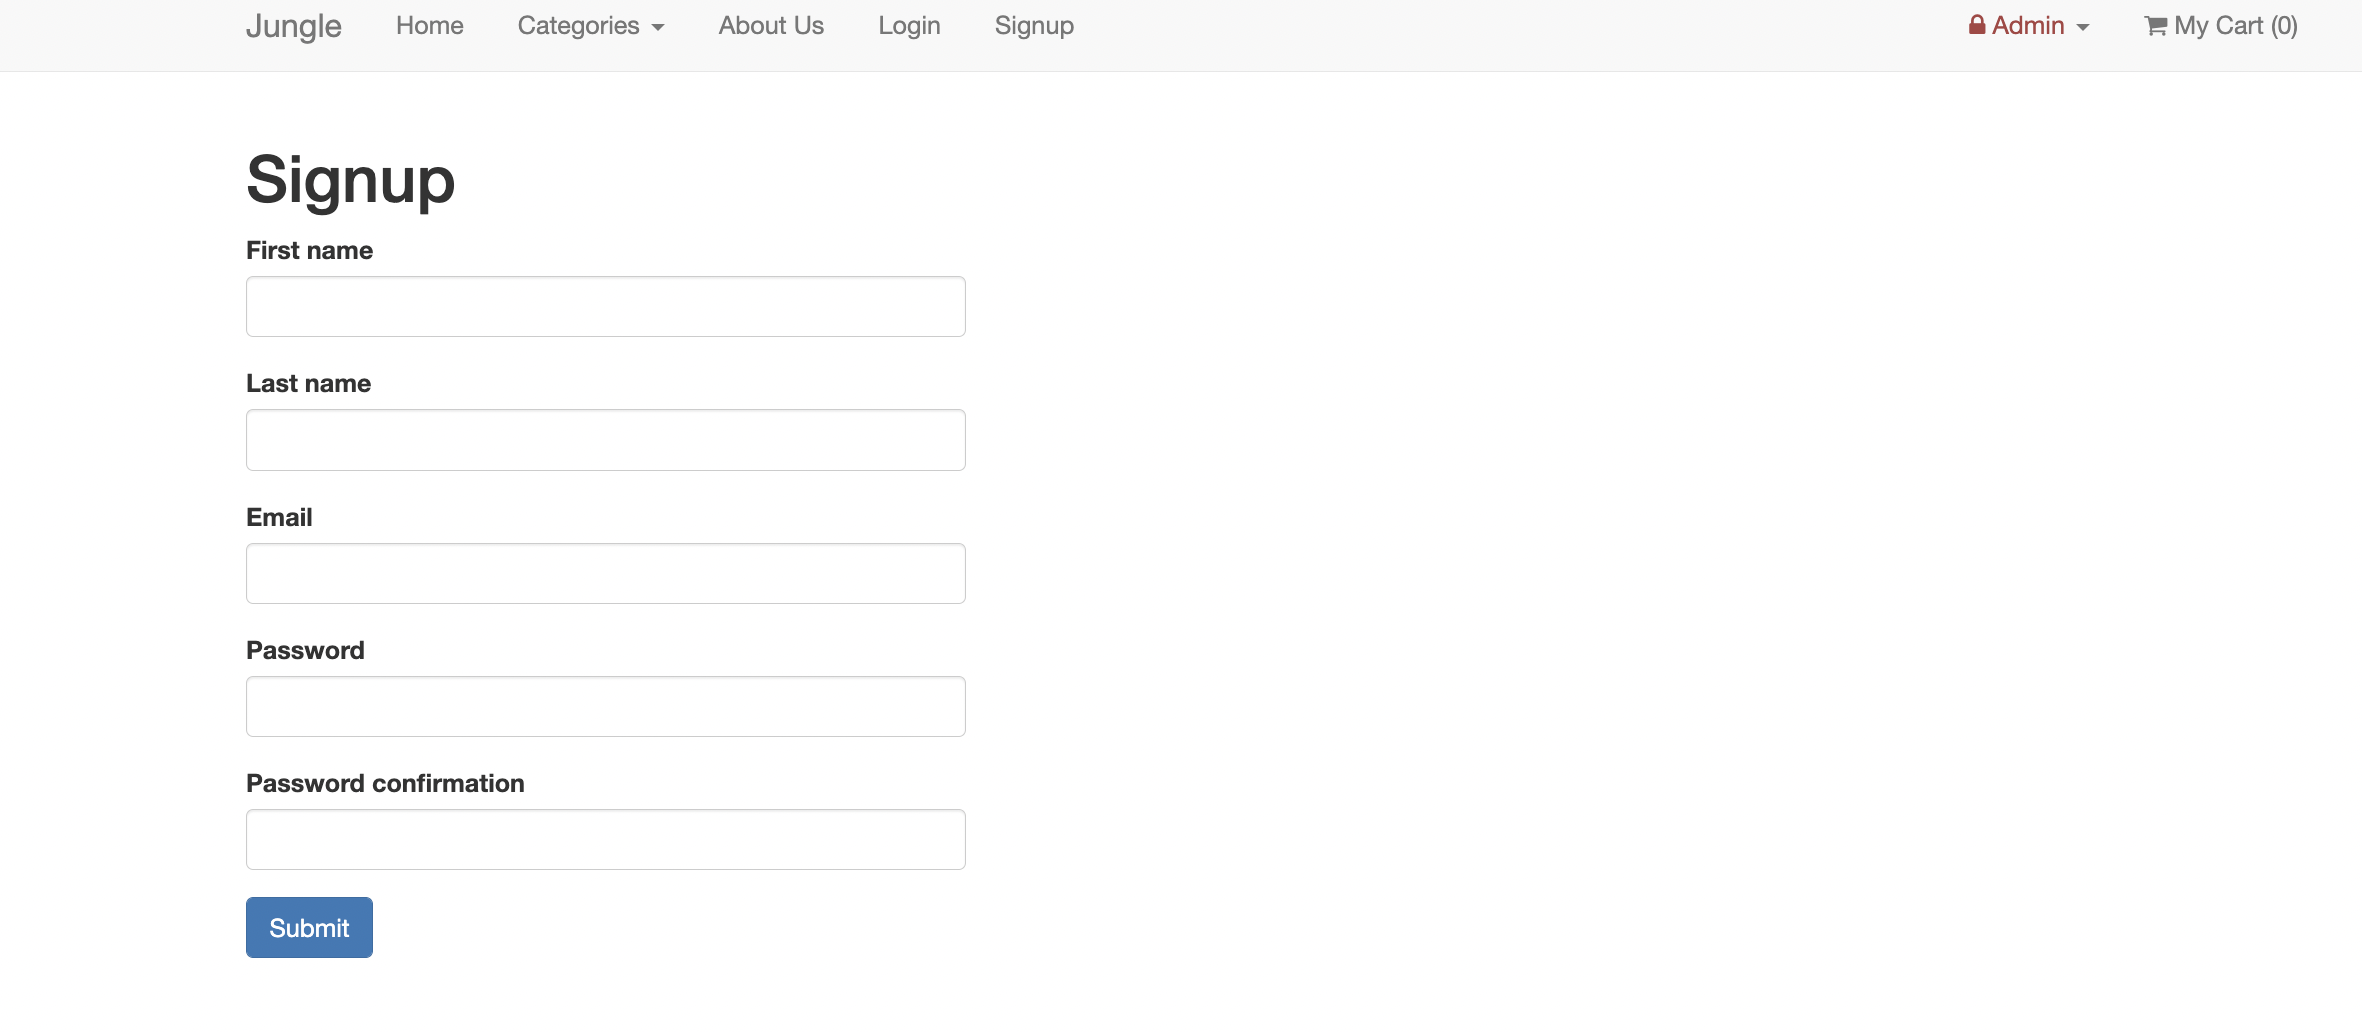 Jungle Home Categories About Us Login Signup Admin My Cart (0)
Signup
First name
Last name
Email
Password
Password confirmation
Submit